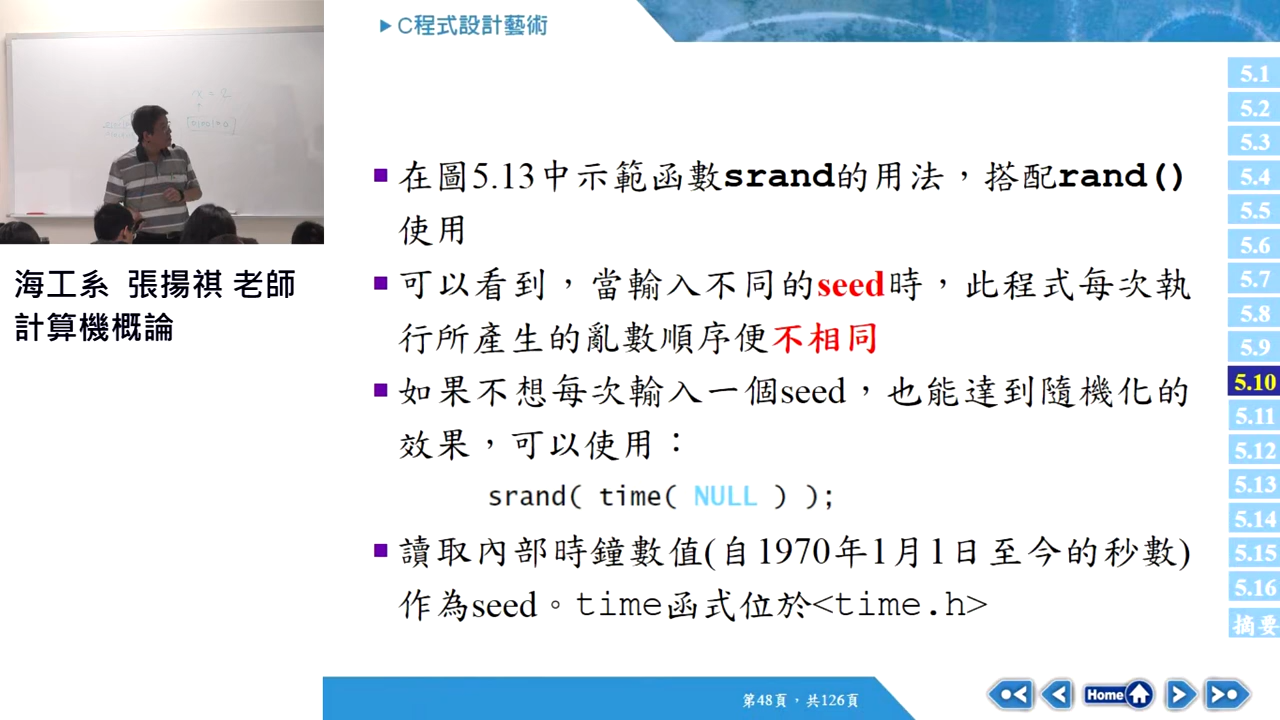 C程式設計藝術
海工系 張揚祺 老師
計算機概論
在圖5.13中示範函數srand的用法，搭配rand()
使用
可以看到，當輸入不同的seed時，此程式每次執
行所產生的亂數順序便不相同
如果不想每次輸入一個seed，也能達到隨機化的
效果，可以使用：
srand( time( NULL ) );
讀取內部時鐘數值(自1970年1月1日至今的秒數)
作為seed。time函式位於<time.h>
5.1
5.2
5.3
5.4
5.5
5.6
5.7
5.8
5.9
5.10
5.11
5.12
5.13
5.14
5.15
5.16
摘要
第48頁，共126頁
Home